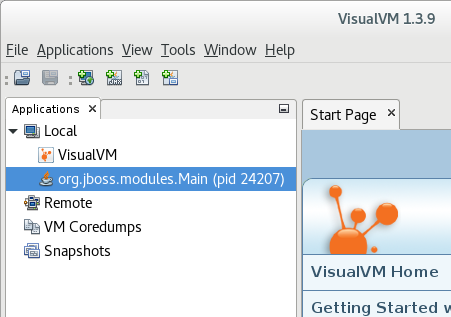 VisualVM 1.3.9
File Applications View Tools Window Help
Applications
Start Page
Local
VisualVM
org.jboss.modules.Main (pid 24207)
Remote
VM Coredumps
Snapshots
VisualVM Home
Getting Started w